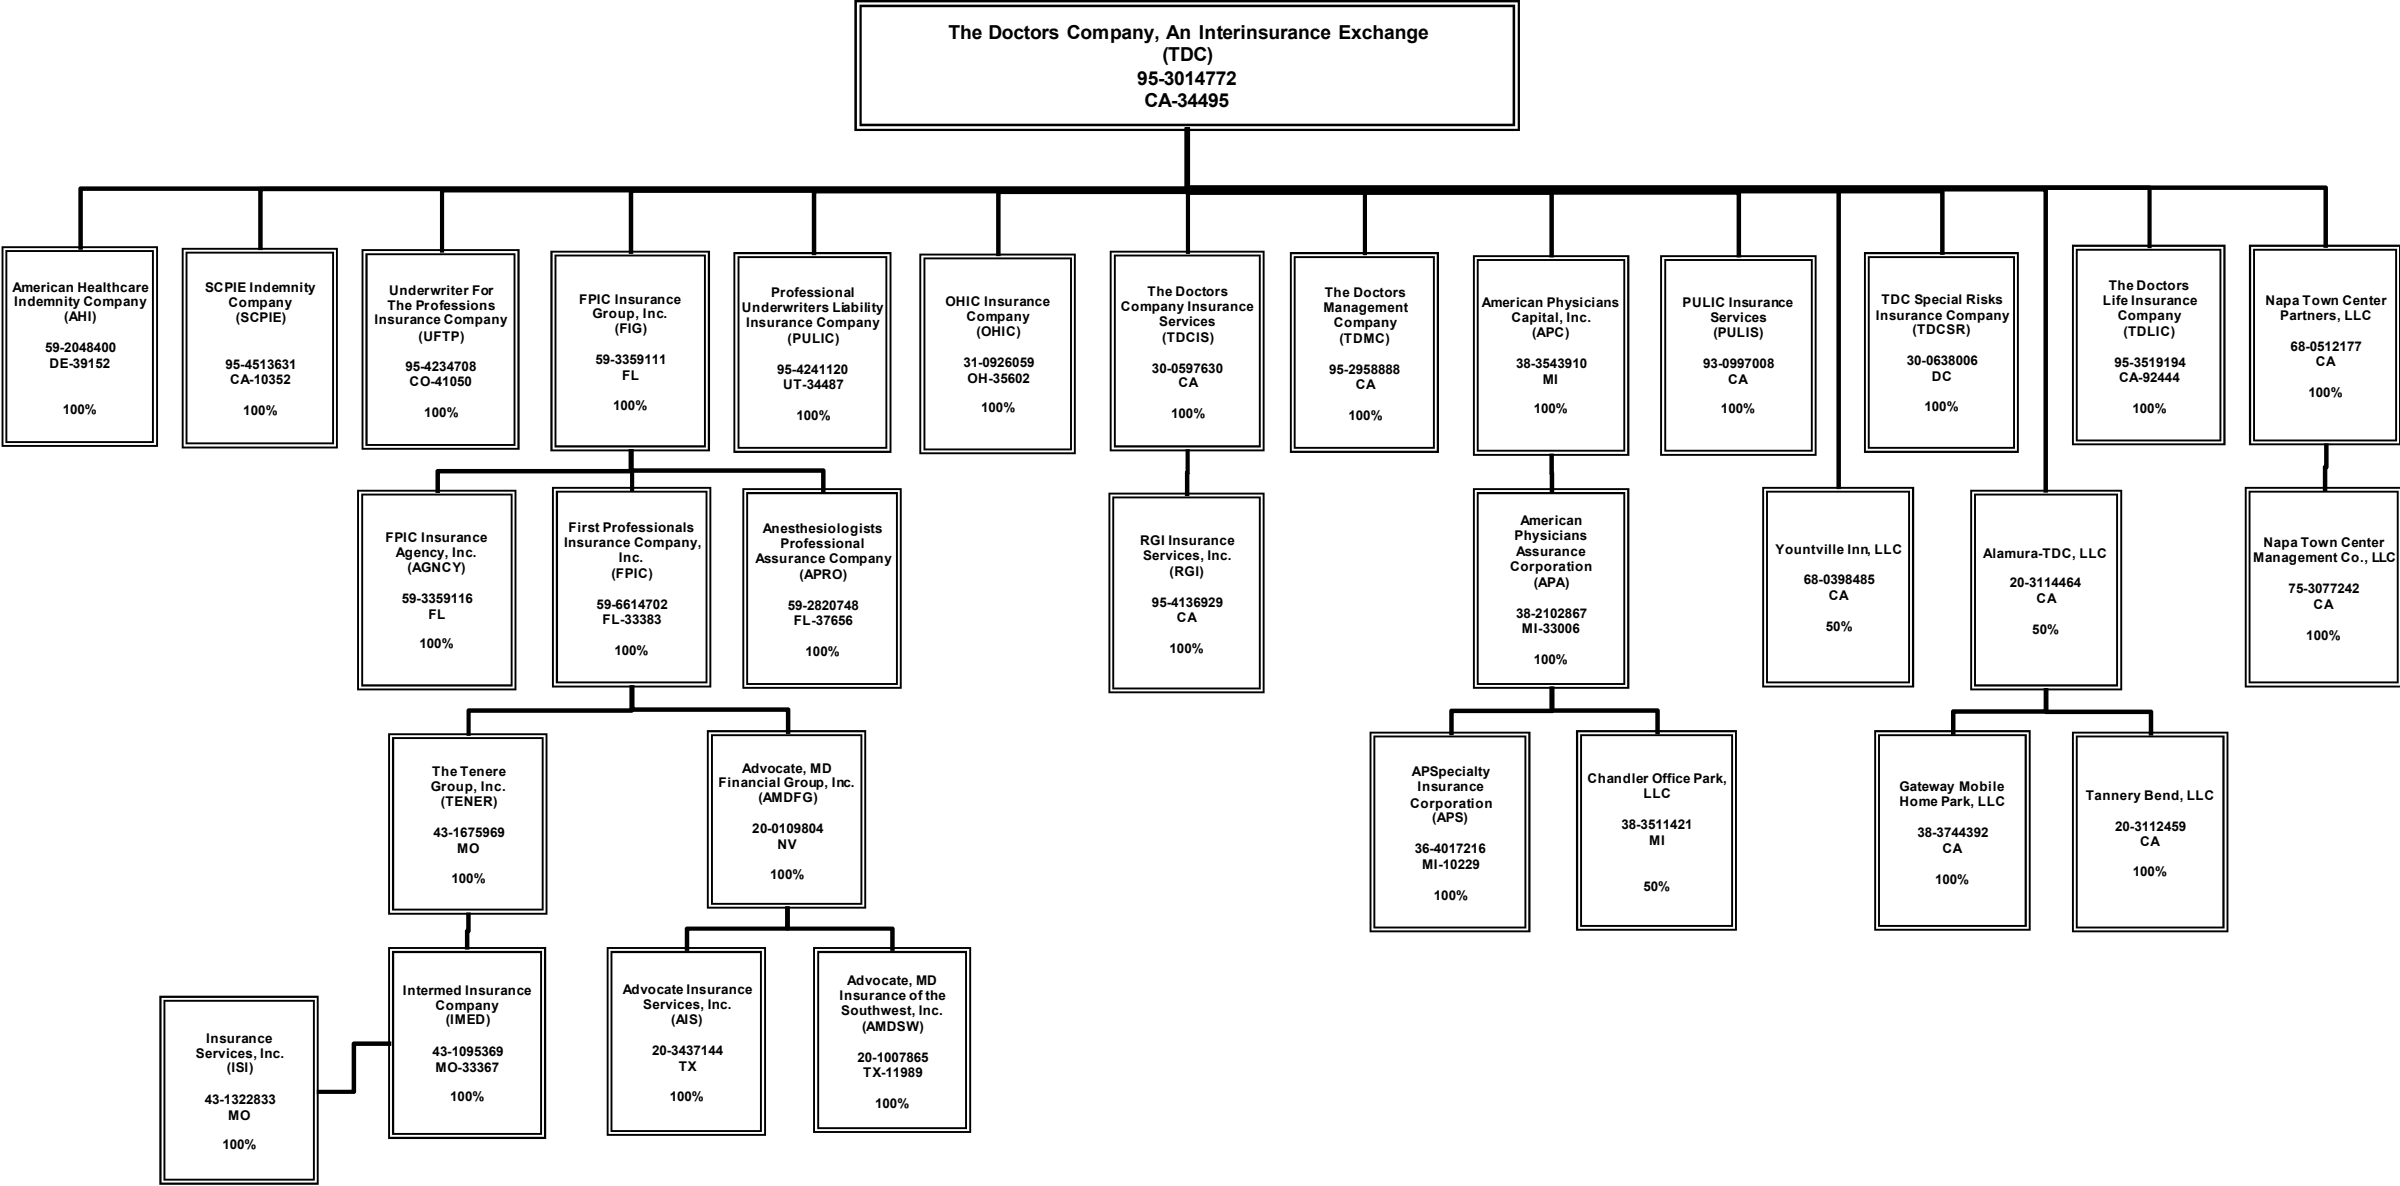 The Doctors Company, An Interinsurance Exchange
(TDC)
95-3014772
CA-34495
American Healthcare
Indemnity Company
(AHI)
59-2048400
DE-39152
100%
SCPIE Indemnity
Company
(SCPIE)
95-4513631
CA-10352
100%
Underwriter For
The Professions
Insurance Company
(UFTP)
95-4234708
CO-41050
100%
FPIC Insurance
Group, Inc.
(FIG)
59-3359111
FL
100%
Professional
Underwriters Liability
Insurance Company
(PULIC)
95-4241120
UT-34487
100%
OHIC Insurance
Company
(OHIC)
31-0926059
OH-35602
100%
The Doctors
Company Insurance
Services
(TDCIS)
30-0597630
CA
100%
The Doctors
Management
Company
(TDMC)
95-2958888
CA
100%
American Physicians
Capital, Inc.
(APC)
38-3543910
MI
100%
PULIC Insurance
Services
(PULIS)
93-0997008
CA
100%
TDC Special Risks
Insurance Company
(TDCSR)
30-0638006
DC
100%
The Doctors
Life Insurance
Company
(TDLIC)
95-3519194
CA-92444
100%
Napa Town Center
Partners, LLC
68-0512177
CA
100%
FPIC Insurance
Agency, Inc.
(AGNCY)
59-3359116
FL
100%
First Professionals
Insurance Company,
Inc.
(FPIC)
59-6614702
FL-33383
100%
Anesthesiologists
Professional
Assurance Company
(APRO)
59-2820748
FL-37656
100%
RGI Insurance
Services, Inc.
(RGI)
95-4136929
CA
100%
American
Physicians
Assurance
Corporation
(APA)
38-2102867
MI-33006
100%
Yountville Inn, LLC
68-0398485
CA
50%
Alamura-TDC, LLC
20-3114464
CA
50%
Napa Town Center
Management Co., LLC
75-3077242
CA
100%
The Tenere
Group, Inc.
(TENER)
43-1675969
MO
100%
Advocate, MD
Financial Group, Inc.
(AMDFG)
20-0109804
NV
100%
APSpecialty
Insurance
Corporation
(APS)
36-4017216
MI-10229
100%
Chandler Office Park,
LLC
38-3511421
MI
50%
Gateway Mobile
Home Park, LLC
38-3744392
CA
100%
Tannery Bend, LLC
20-3112459
CA
100%
Insurance
Services, Inc.
(ISI)
43-1322833
MO
100%
Intermed Insurance
Company
(IMED)
43-1095369
MO-33367
100%
Advocate Insurance
Services, Inc.
(AIS)
20-3437144
TX
100%
Advocate, MD
Insurance of the
Southwest, Inc.
(AMDSW)
20-1007865
TX-11989
100%